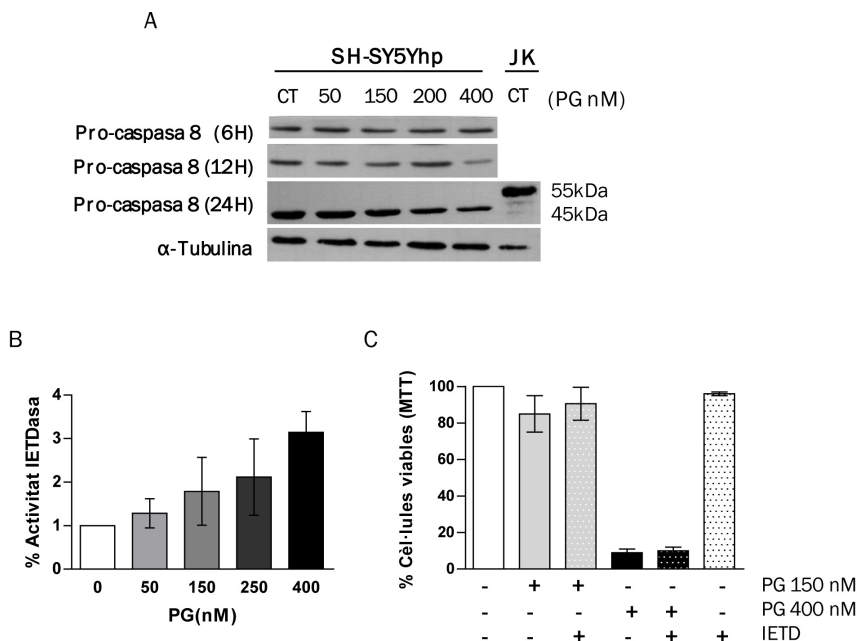 A
SH-SY5Yhp JK
CT 50 150 200 400 CT (PG nM)
Pro-caspasa 8 (6H)
Pro-caspasa 8 (12H)
Pro-caspasa 8 (24H) 55kDa
45kDa
α-Tubulina
B
% Activitat IETDasa
4
3
2
1
0
0 50 150 250 400
PG(nM)
C
% Cèl·lules viables (MTT)
100
80
60
40
20
0
- + + - - - PG 150 nM
- - - + + - PG 400 nM
- - + - + + IETD